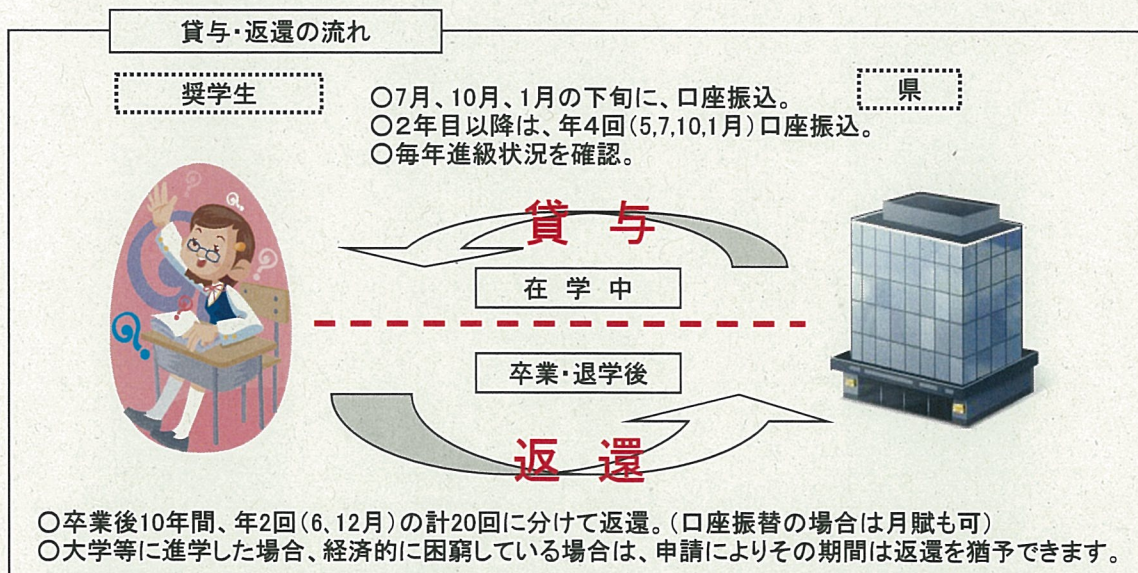 貸与・返還の流れ
奨学生
県
○7月、10月、1月の下旬に、口座振込。
○2年目以降は、年4回（5,7,10,1月）口座振込。
○毎年進級状況を確認。
貸 与
在 学 中
卒業・退学後
返 還
○卒業後10年間、年2回（6、12月）の計20回に分けて返還。（口座振替の場合は月賦も可）
○大学等に進学した場合、経済的に困窮している場合は、申請によりその期間は返還を猶予できます。